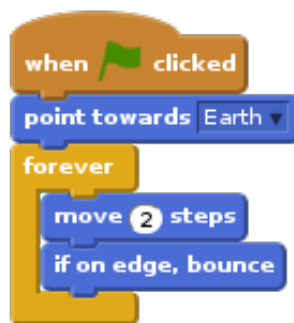 when clicked
point towards Earth
forever
move 2 steps
if on edge, bounce